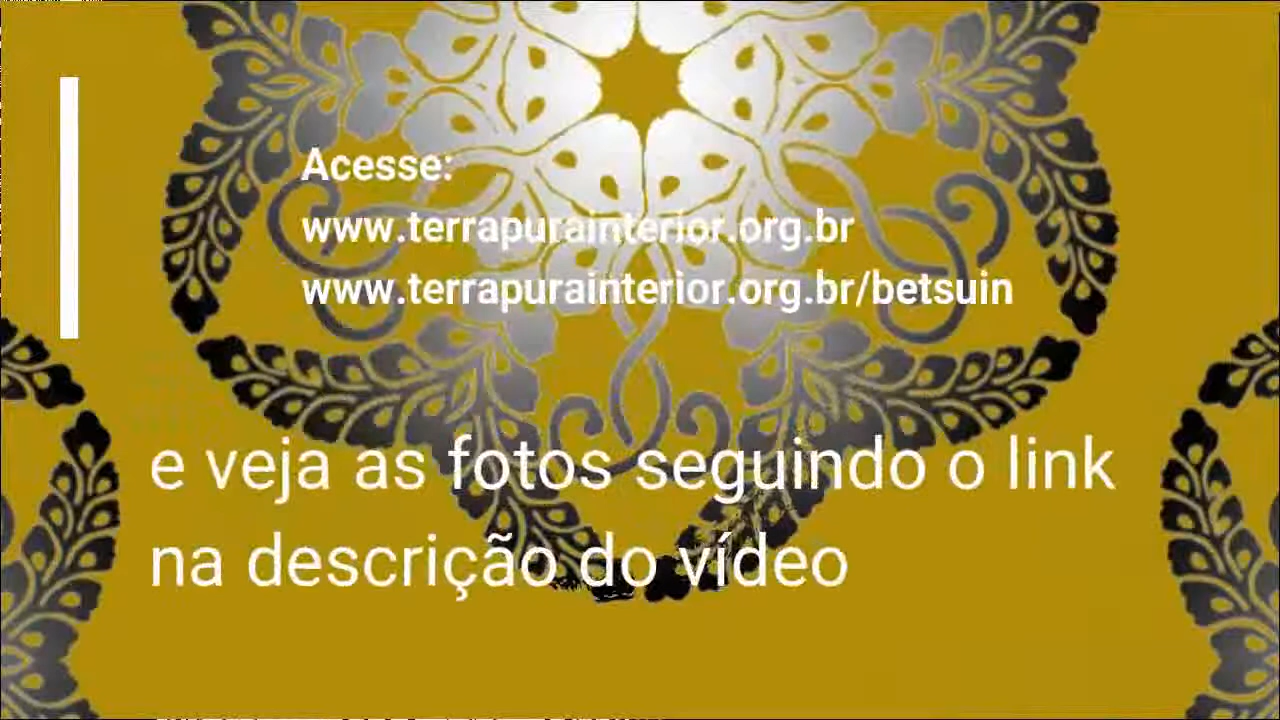 Acesse:
www.terrapurainterior.org.br
www.terrapurainterior.org.br/betsuin
e veja as fotos seguindo o link
na descrição do vídeo